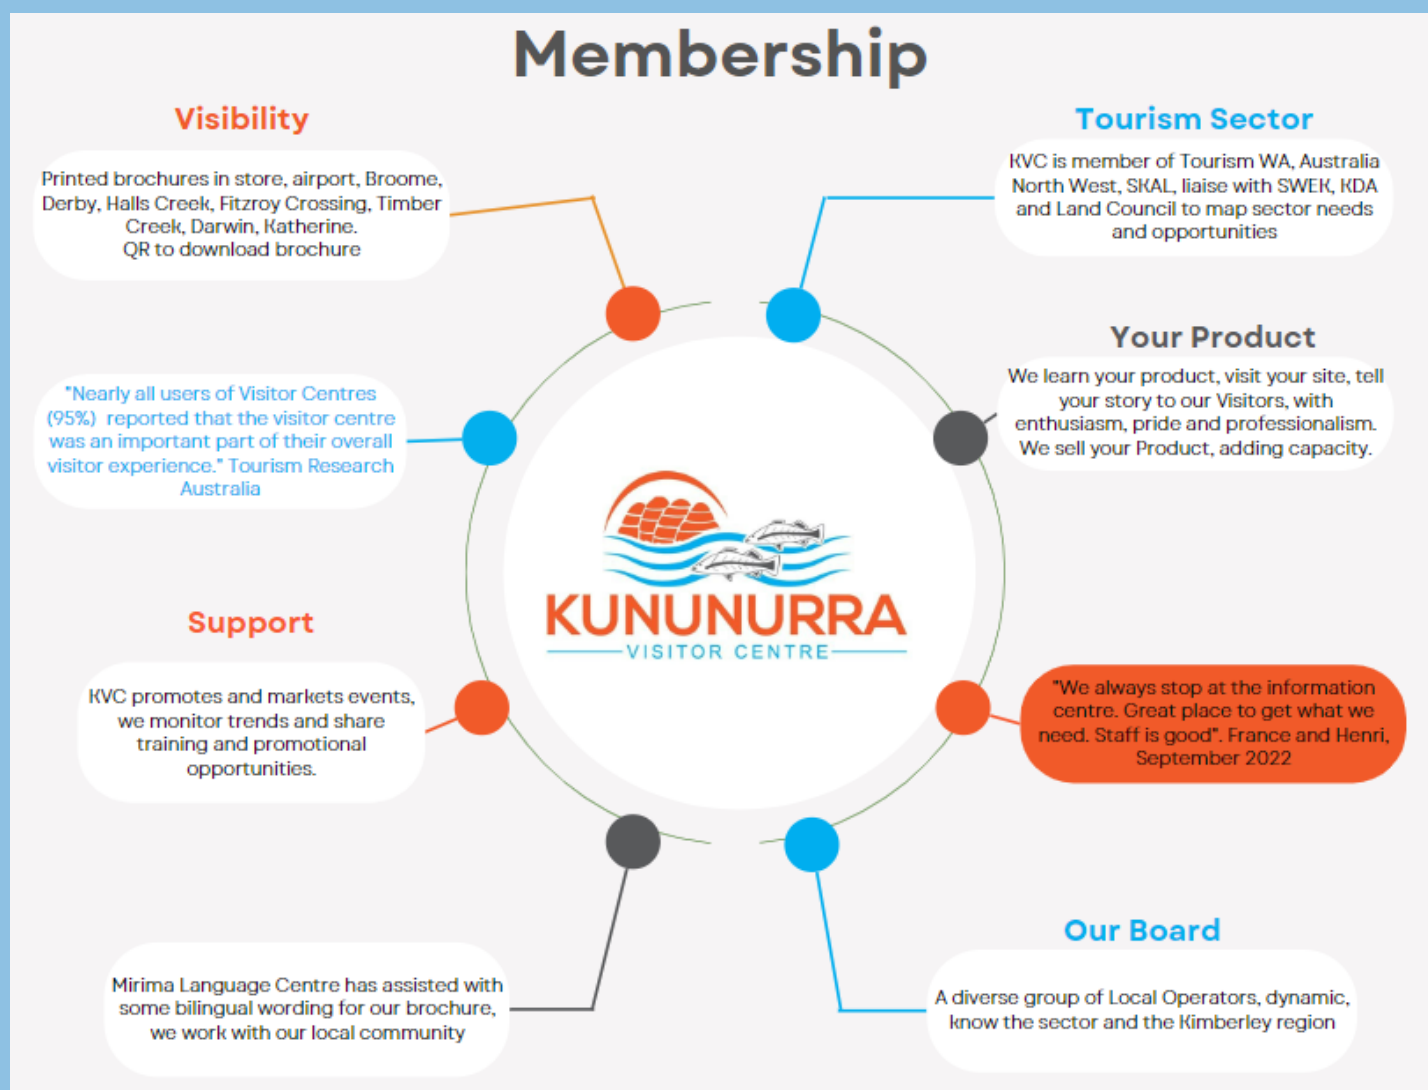 Membership
Visibility
Printed brochures in store, airport, Broome,
Derby, Halls Creek, Fitzroy Crossing, Timber
Creek, Darwin, Katherine.
QR to download brochure
"Nearly all users of Visitor Centres
(95%)  reported that the visitor centre
was an important part of their overall
visitor experience." Tourism Research
Australia
Support
KVC promotes and markets events,
we monitor trends and share
training and promotional
opportunities.
Mirima Language Centre has assisted with
some bilingual wording for our brochure,
we work with our local community
KUNUNURRA
VISITOR CENTRE
Tourism Sector
KVC is member of Tourism WA, Australia
North West, SKAL, liaise with SWEK, KDA
and Land Council to map sector needs
and opportunities
Your Product
We learn your product, visit your site, tell
your story to our Visitors, with
enthusiasm, pride and professionalism.
We sell your Product, adding capacity.
"We always stop at the information
centre. Great place to get what we
need. Staff is good". France and Henri,
September 2022
Our Board
A diverse group of Local Operators, dynamic,
know the sector and the Kimberley region